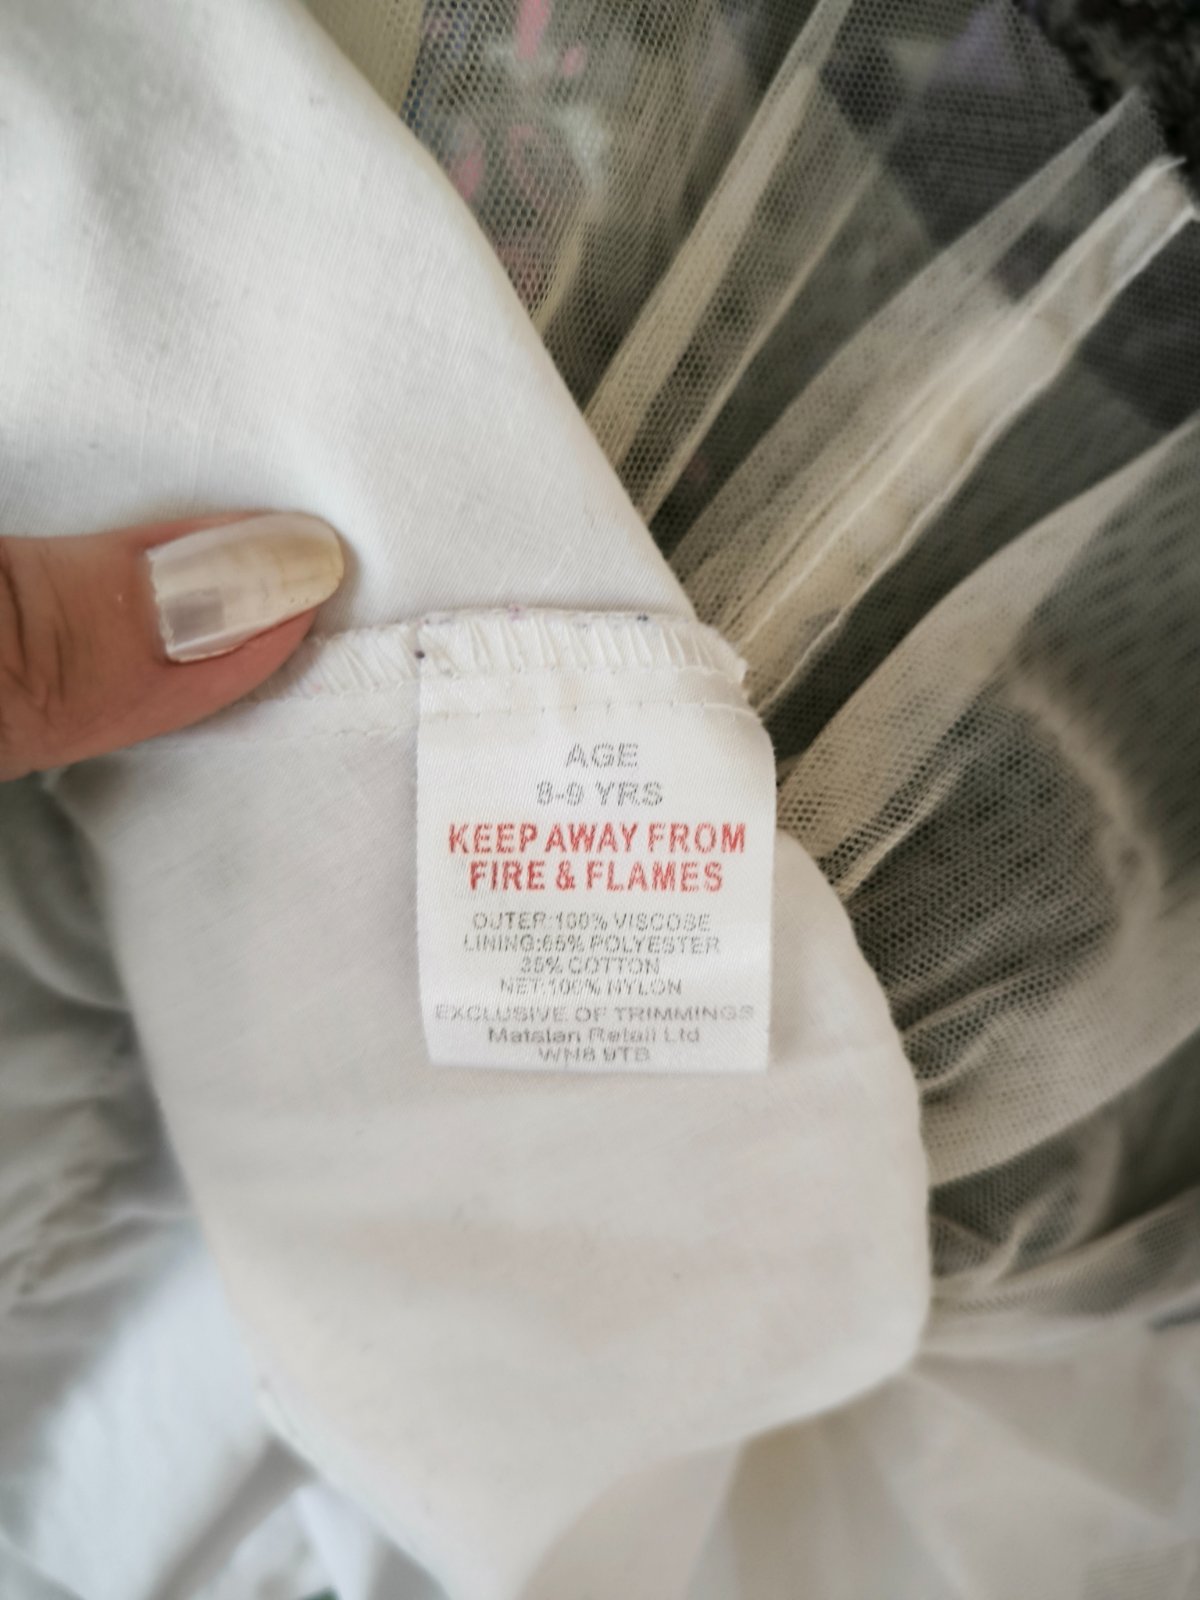 AGE
8-9 YRS
KEEP AWAY FROM
FIRE & FLAMES
OUTER:100% VISCOSE
LINING:65% POLYESTER
35% COTTON
NET:100% NYLON
EXCLUSIVE OF TRIMMINGS
Matalan Retail Ltd
WN8 9TB